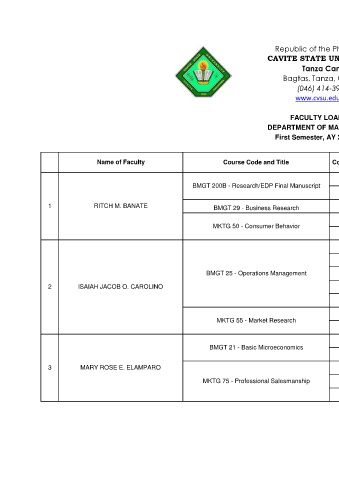 Republic of the Ph
CAVITE STATE UN
Tanza Car
Bagtas, Tanza,
(046) 414-39
www.cvsu.edu
FACULTY LOA
DEPARTMENT OF MA
First Semester, AY
Name of Faculty
Course Code and Title
Co
1
RITCH M. BANATE
BMGT 200B - Research/EDP Final Manuscript
BMGT 29 - Business Research
MKTG 50 - Consumer Behavior
2
ISAIAH JACOB O. CAROLINO
BMGT 25 - Operations Management
MKTG 55 - Market Research
3
MARY ROSE E. ELAMPARO
BMGT 21 - Basic Microeconomics
MKTG 75 - Professional Salesmanship